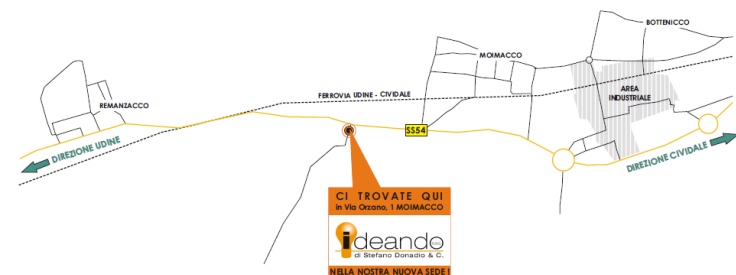 BOTTENICCO
MOIMACCO
AREA
INDUSTRIALE
FERROVIA UDINE - CIVIDALE
REMANZACCO
SS54
DIREZIONE UDINE
DIREZIONE CIVIDALE
CI TROVATE QUI
in Via Orzano, 1 MOIMACCO
ideando
di Stefano Donadio & C.
NELLA NOSTRA NUOVA SEDE!